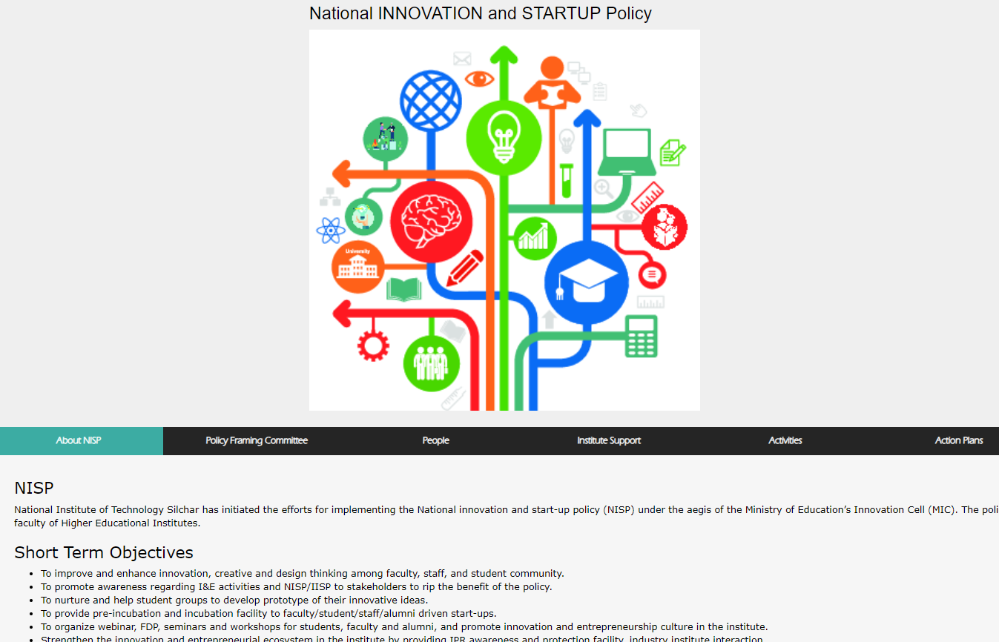 National INNOVATION and STARTUP Policy
University
About NISP
Policy Framing Committee
People
Institute Support
Activities
Action Plans
NISP
National Institute of Technology Silchar has initiated the efforts for implementing the National innovation and start-up policy (NISP) under the aegis of the Ministry of Education's Innovation Cell (MIC). The poli
faculty of Higher Educational Institutes.
Short Term Objectives
• To improve and enhance innovation, creative and design thinking among faculty, staff, and student community.
• To promote awareness regarding I&E activities and NISP/IISP to stakeholders to rip the benefit of the policy.
• To nurture and help student groups to develop prototype of their innovative ideas.
• To provide pre-incubation and incubation facility to faculty/student/staff/alumni driven start-ups.
• To organize webinar, FDP, seminars and workshops for students, faculty and alumni, and promote innovation and entrepreneurship culture in the institute.
• Strengthen the innovation and entrepreneurial ecosystem in the institute by providing IPR awareness and protection facility, industry institute interaction